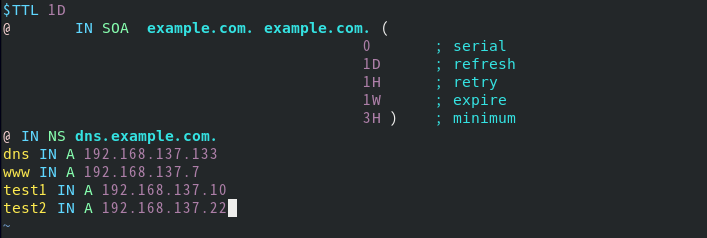 $TTL 1D
@       IN SOA  example.com. example.com. (
                                        0       ; serial
                                        1D      ; refresh
                                        1H      ; retry
                                        1W      ; expire
                                        3H )    ; minimum
@ IN NS dns.example.com.
dns IN A 192.168.137.133
www IN A 192.168.137.7
test1 IN A 192.168.137.10
test2 IN A 192.168.137.22
~